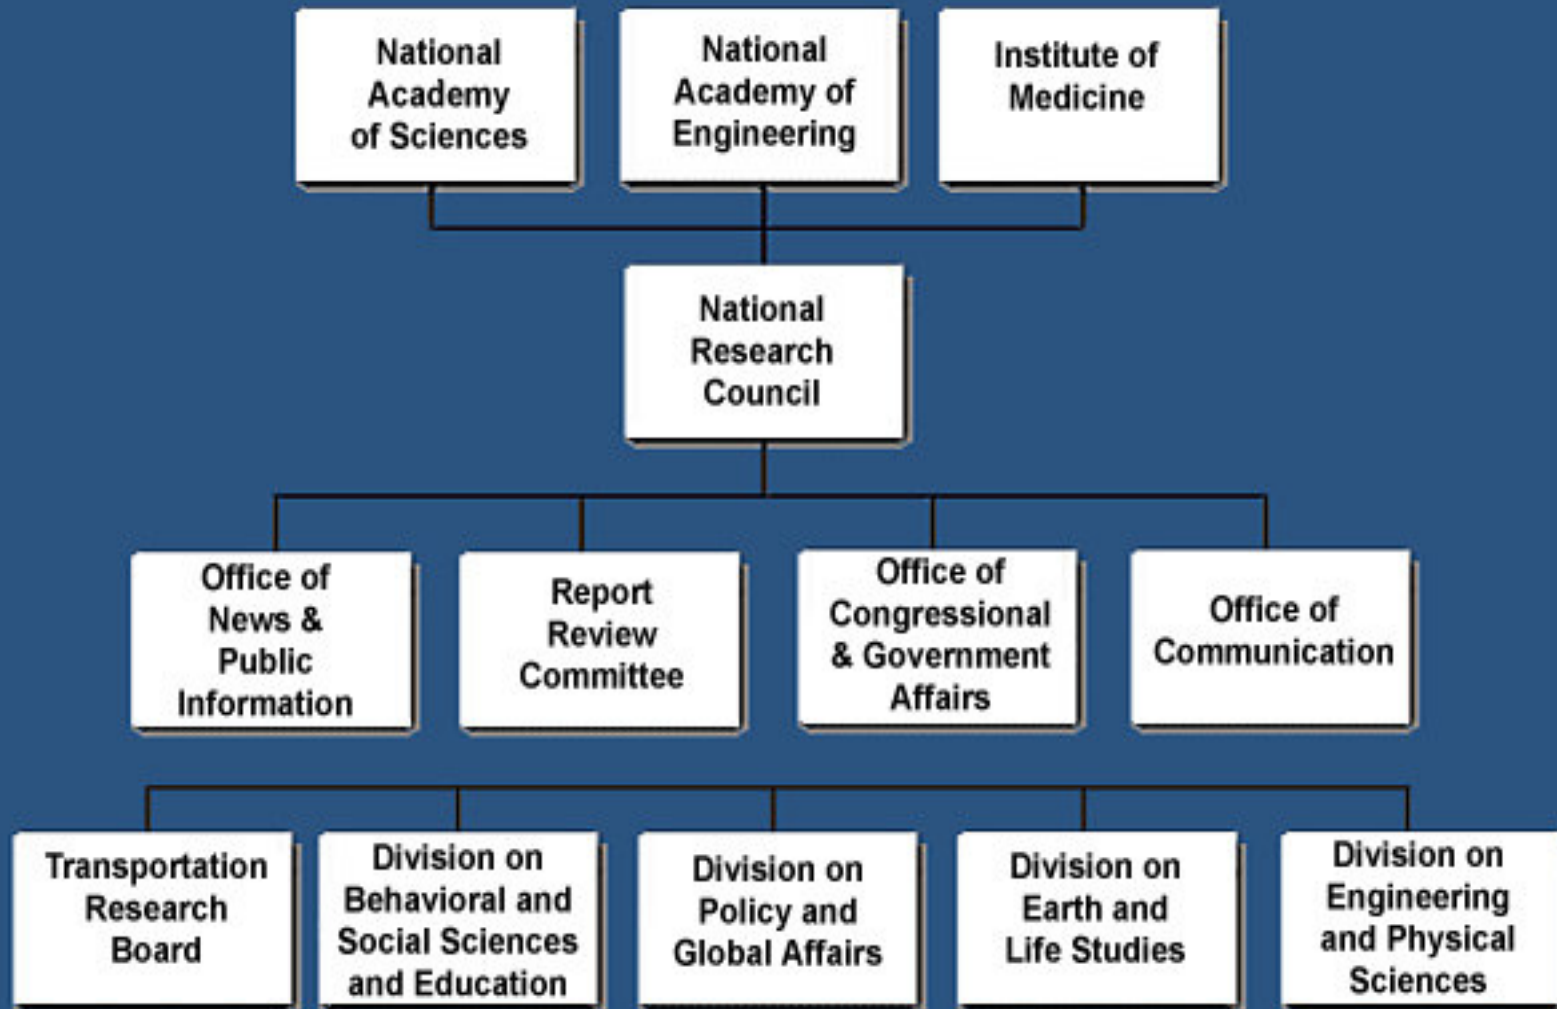 National
Academy
of Sciences
National
Academy of
Engineering
Institute of
Medicine
National
Research
Council
Office of
News &
Public
Information
Report
Review
Committee
Office of
Congressional
& Government
Affairs
Office of
Communication
Transportation
Research
Board
Division on
Behavioral and
Social Sciences
and Education
Division on
Policy and
Global Affairs
Division on
Earth and
Life Studies
Division on
Engineering
and Physical
Sciences